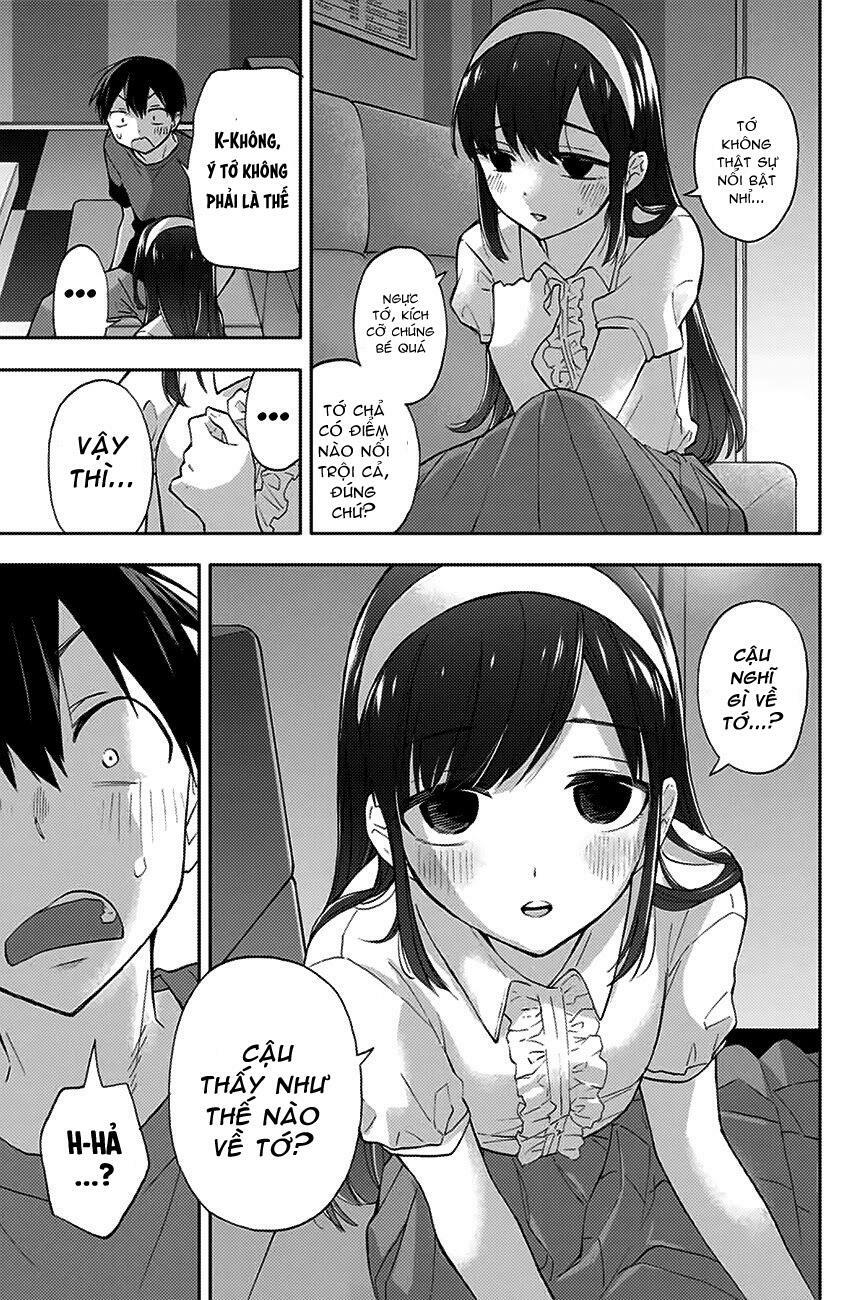 TỚ
KHÔNG
THẬT SỰ
NỔI BẬT
NHỈ...
NGỰC
TỚ, KÍCH
CỠ CHÚNG
BÉ QUÁ
TỚ CHẢ
CÓ ĐIỂM
NÀO NỔI
TRỘI CẢ,
ĐÚNG
CHỨ?
K-KHÔNG,
Ý TỚ KHÔNG
PHẢI LÀ THẾ
...
...
VẬY
THÌ...
CẬU
NGHĨ
GÌ VỀ
TỚ...?
CẬU
THẤY NHƯ
THẾ NÀO
VỀ TỚ?
H-HẢ
...?